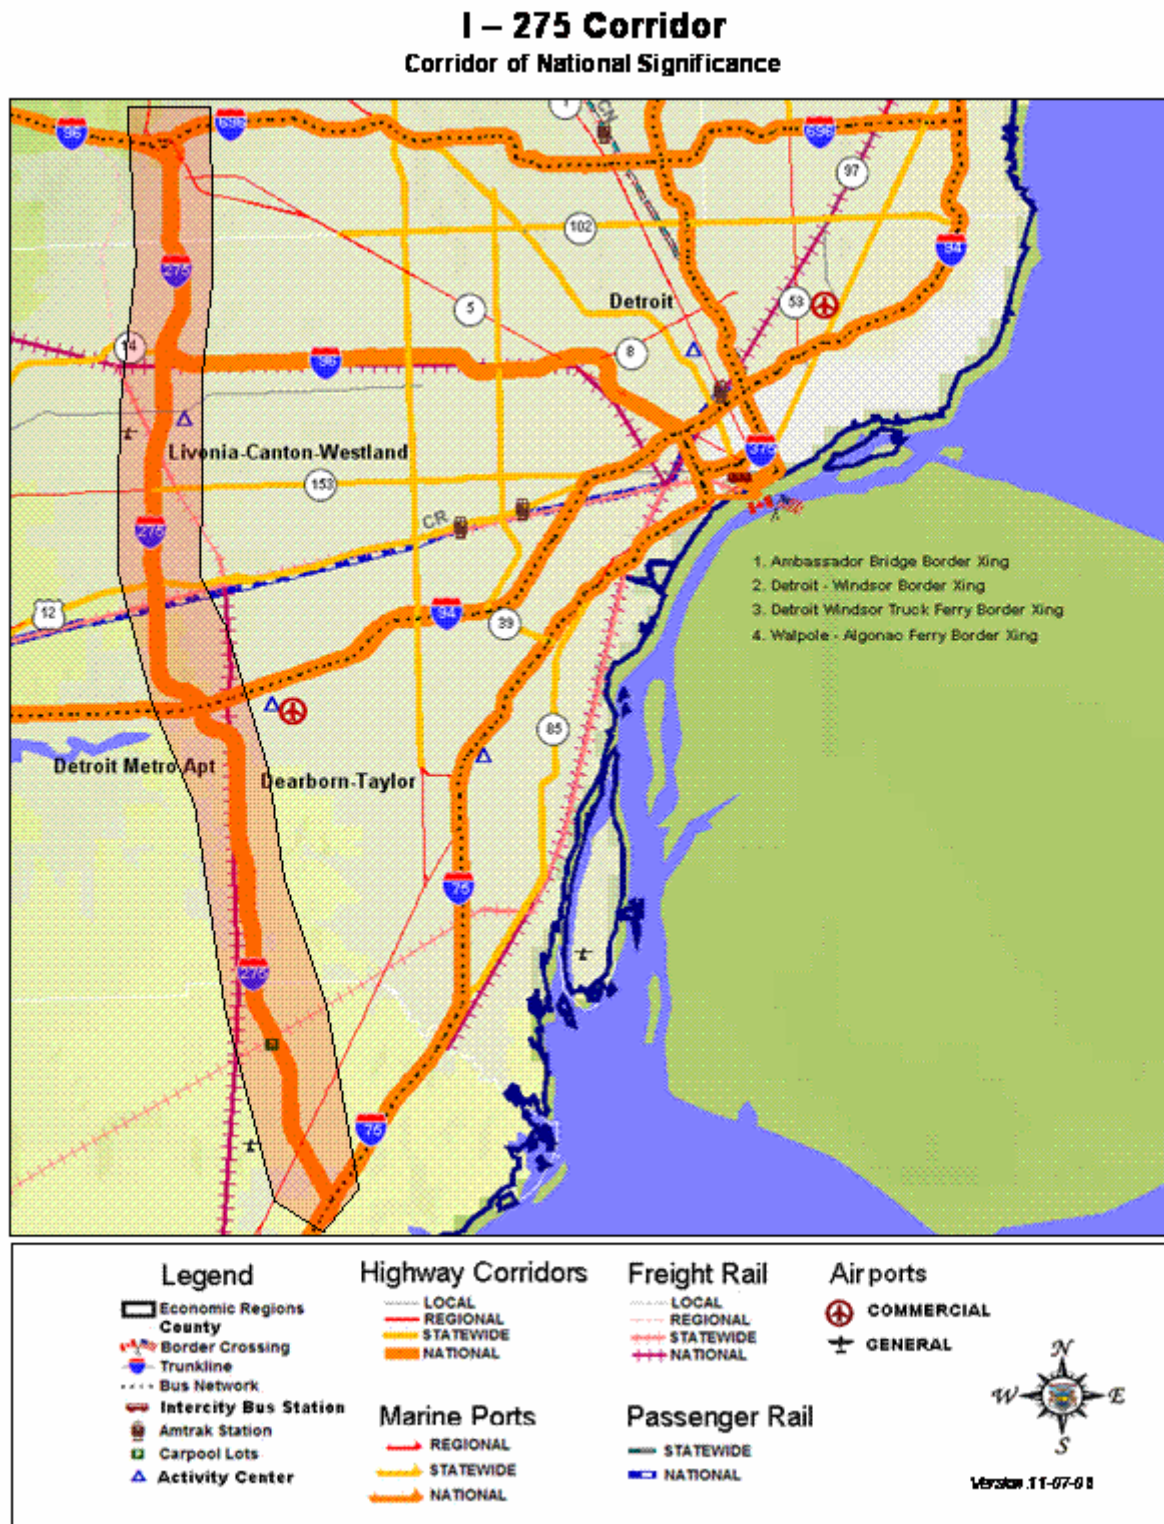 I – 275 Corridor
Corridor of National Significance
96
696
1
CN
696
97
102
94
275
5
Detroit
53
14
96
8
Livonia-Canton-Westland
375
153
CR
275
1. Ambassador Bridge Border Xing
2. Detroit - Windsor Border Xing
12
94
39
3. Detroit Windsor Truck Ferry Border Xing
4. Walpole - Algonao Ferry Border Xing
85
Detroit Metro Apt
Dearborn-Taylor
75
275
75
Legend
Economic Regions
County
Border Crossing
Trunkline
Bus Network
Intercity Bus Station
Amtrak Station
Carpool Lots
Activity Center
Highway Corridors
LOCAL
REGIONAL
STATEWIDE
NATIONAL
Marine Ports
REGIONAL
STATEWIDE
NATIONAL
Freight Rail
LOCAL
REGIONAL
STATEWIDE
NATIONAL
Passenger Rail
STATEWIDE
NATIONAL
Airports
COMMERCIAL
GENERAL
N
W E
S